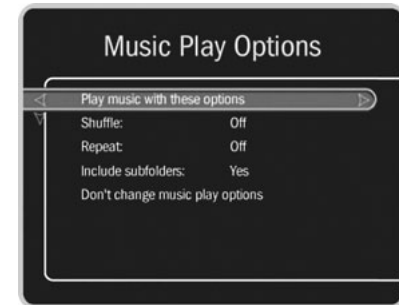 Music Play Options
Play music with these options
Shuffle: Off
Repeat: Off
Include subfolders: Yes
Don't change music play options